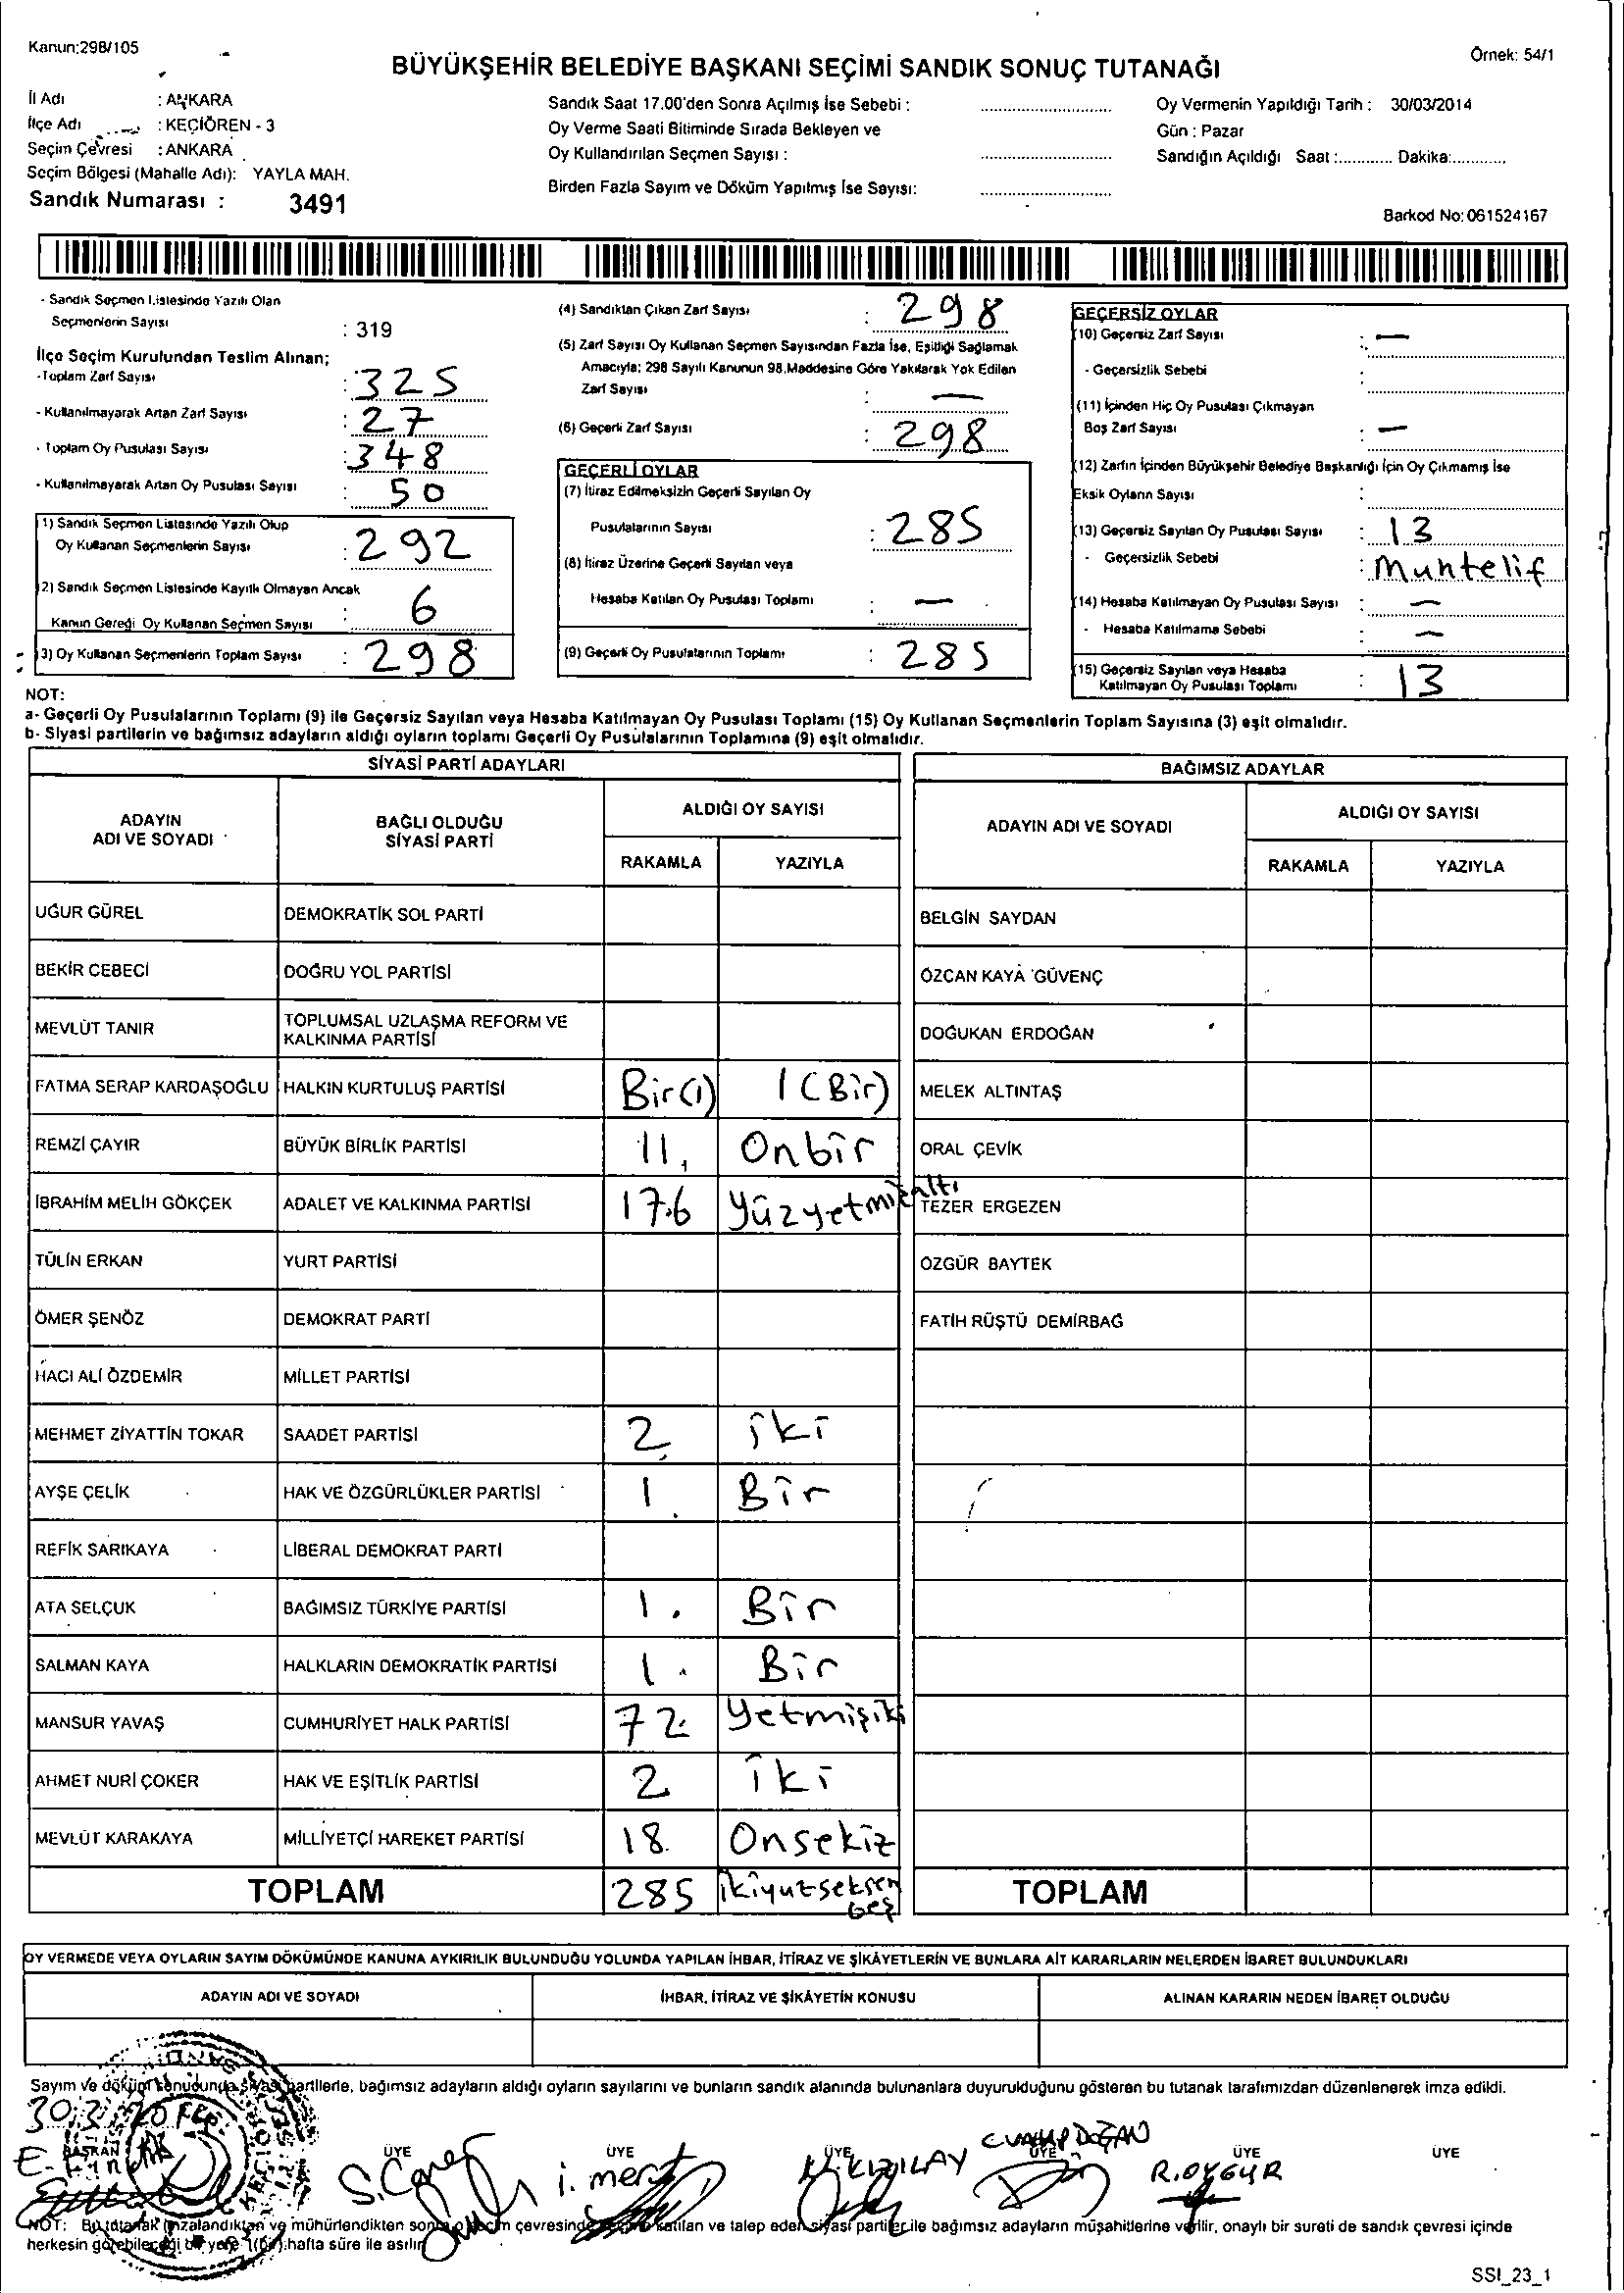 Kanun:298/105
Örnek: 54/1
BÜYÜKŞEHİR BELEDİYE BAŞKANI SEÇİMİ SANDIK SONUÇ TUTANAĞI
İl Adı : ANKARA
İlçe Adı : KEÇİÖREN - 3
Seçim Çevresi : ANKARA
Seçim Bölgesi (Mahalle Adı): YAYLA MAH.
Sandık Numarası : 3491
Sandık Saat 17.00'den Sonra Açılmış İse Sebebi :
Oy Verme Saati Bitiminde Sırada Bekleyen ve
Oy Kullandırılan Seçmen Sayısı :
Birden Fazla Sayım ve Döküm Yapılmış İse Sayısı:
Oy Vermenin Yapıldığı Tarih : 30/03/2014
Gün : Pazar
Sandığın Açıldığı Saat :............ Dakika:............
Barkod No: 061524167
- Sandık Seçmen Listesinde Yazılı Olan
Seçmenlerin Sayısı : 319
İlçe Seçim Kurulundan Teslim Alınan;
-Toplam Zarf Sayısı : 325
- Kullanılmayarak Artan Zarf Sayısı : 27
- Toplam Oy Pusulası Sayısı : 348
- Kullanılmayarak Artan Oy Pusulası Sayısı : 50
1) Sandık Seçmen Listesinde Yazılı Olup
Oy Kullanan Seçmenlerin Sayısı : 292
2) Sandık Seçmen Listesinde Kayıtlı Olmayan Ancak
Kanun Gereği Oy Kullanan Seçmen Sayısı : 6
3) Oy Kullanan Seçmenlerin Toplam Sayısı : 298
(4) Sandıktan Çıkan Zarf Sayısı : 298
(5) Zarf Sayısı Oy Kullanan Seçmen Sayısından Fazla İse, Eşitliği Sağlamak
Amacıyla; 298 Sayılı Kanunun 98.Maddesine Göre Yakılarak Yok Edilen
Zarf Sayısı : —
(6) Geçerli Zarf Sayısı : 298
GEÇERLİ OYLAR
(7) İtiraz Edilmeksizin Geçerli Sayılan Oy
Pusulalarının Sayısı : 285
(8) İtiraz Üzerine Geçerli Sayılan veya
Hesaba Katılan Oy Pusulası Toplamı : —
(9) Geçerli Oy Pusulalarının Toplamı : 285
GEÇERSİZ OYLAR
(10) Geçersiz Zarf Sayısı : —
- Geçersizlik Sebebi :
(11) İçinden Hiç Oy Pusulası Çıkmayan
Boş Zarf Sayısı : —
(12) Zarfın İçinden Büyükşehir Belediye Başkanlığı İçin Oy Çıkmamış İse
Eksik Oyların Sayısı :
(13) Geçersiz Sayılan Oy Pusulası Sayısı : 13
- Geçersizlik Sebebi : Muhtelif
(14) Hesaba Katılmayan Oy Pusulası Sayısı : —
- Hesaba Katılmama Sebebi : —
(15) Geçersiz Sayılan veya Hesaba
Katılmayan Oy Pusulası Toplamı : 13
NOT:
a- Geçerli Oy Pusulalarının Toplamı (9) ile Geçersiz Sayılan veya Hesaba Katılmayan Oy Pusulası Toplamı (15) Oy Kullanan Seçmenlerin Toplam Sayısına (3) eşit olmalıdır.
b- Siyasi partilerin ve bağımsız adayların aldığı oyların toplamı Geçerli Oy Pusulalarının Toplamına (9) eşit olmalıdır.
SİYASİ PARTİ ADAYLARI
ADAYIN ADI VE SOYADI
BAĞLI OLDUĞU SİYASİ PARTİ
ALDIĞI OY SAYISI
RAKAMLA YAZIYLA
UĞUR GÜREL DEMOKRATİK SOL PARTİ
BEKİR CEBECİ DOĞRU YOL PARTİSİ
MEVLÜT TANIR TOPLUMSAL UZLAŞMA REFORM VE
KALKINMA PARTİSİ
FATMA SERAP KARDAŞOĞLU HALKIN KURTULUŞ PARTİSİ Bir(1) 1 (Bir)
REMZİ ÇAYIR BÜYÜK BİRLİK PARTİSİ 11, Onbir
İBRAHİM MELİH GÖKÇEK ADALET VE KALKINMA PARTİSİ 176 Yüzyetmişaltı
TÜLİN ERKAN YURT PARTİSİ
ÖMER ŞENÖZ DEMOKRAT PARTİ
HACI ALİ ÖZDEMİR MİLLET PARTİSİ
MEHMET ZİYATTİN TOKAR SAADET PARTİSİ 2 iki
AYŞE ÇELİK HAK VE ÖZGÜRLÜKLER PARTİSİ 1. Bir
REFİK SARIKAYA LİBERAL DEMOKRAT PARTİ
ATA SELÇUK BAĞIMSIZ TÜRKİYE PARTİSİ 1. Bir
SALMAN KAYA HALKLARIN DEMOKRATİK PARTİSİ 1. Bir
MANSUR YAVAŞ CUMHURİYET HALK PARTİSİ 72 Yetmişiki
AHMET NURİ ÇOKER HAK VE EŞİTLİK PARTİSİ 2 iki
MEVLÜT KARAKAYA MİLLİYETÇİ HAREKET PARTİSİ 18. Onsekiz
TOPLAM 285 ikiyüzseksen
beş
BAĞIMSIZ ADAYLAR
ADAYIN ADI VE SOYADI
ALDIĞI OY SAYISI
RAKAMLA YAZIYLA
BELGİN SAYDAN
ÖZCAN KAYA GÜVENÇ
DOĞUKAN ERDOĞAN
MELEK ALTINTAŞ
ORAL ÇEVİK
TEZER ERGEZEN
ÖZGÜR BAYTEK
FATİH RÜŞTÜ DEMİRBAĞ
TOPLAM
OY VERMEDE VEYA OYLARIN SAYIM DÖKÜMÜNDE KANUNA AYKIRILIK BULUNDUĞU YOLUNDA YAPILAN İHBAR, İTİRAZ VE ŞİKÂYETLERİN VE BUNLARA AİT KARARLARIN NELERDEN İBARET BULUNDUKLARI
ADAYIN ADI VE SOYADI İHBAR, İTİRAZ VE ŞİKÂYETİN KONUSU ALINAN KARARIN NEDEN İBARET OLDUĞU
Sayım ve döküm sonucunda siyasi partilerle, bağımsız adayların aldığı oyların sayılarını ve bunların sandık alanında bulunanlara duyurulduğunu gösteren bu tutanak tarafımızdan düzenlenerek imza edildi.
BAŞKAN ÜYE ÜYE ÜYE ÜYE ÜYE ÜYE
i. mert
KIZILAY
R.OYGUR
NOT: Bu tutanak imzalandıktan ve mühürlendikten sonra o seçim çevresinde seçime katılan ve talep eden siyasi partiler ile bağımsız adayların müşahitlerine verilir, onaylı bir sureti de sandık çevresi içinde
herkesin görebileceği bir yere 1(bir) hafta süre ile asılır.
SSI_23_1